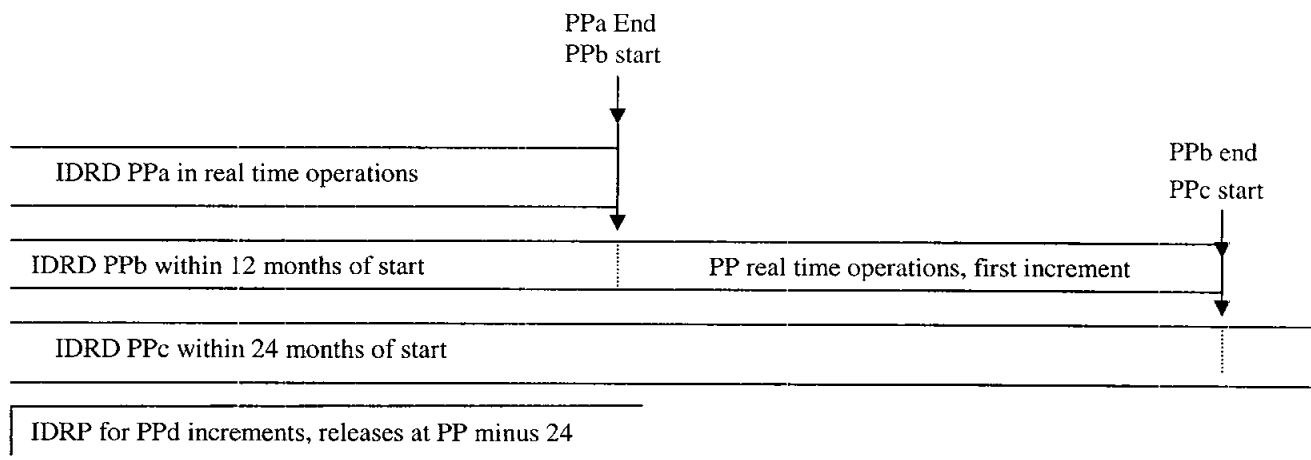 PPa End
PPb start
IDRD PPa in real time operations
PPb end
PPc start
IDRD PPb within 12 months of start
PP real time operations, first increment
IDRD PPc within 24 months of start
IDRP for PPd increments, releases at PP minus 24